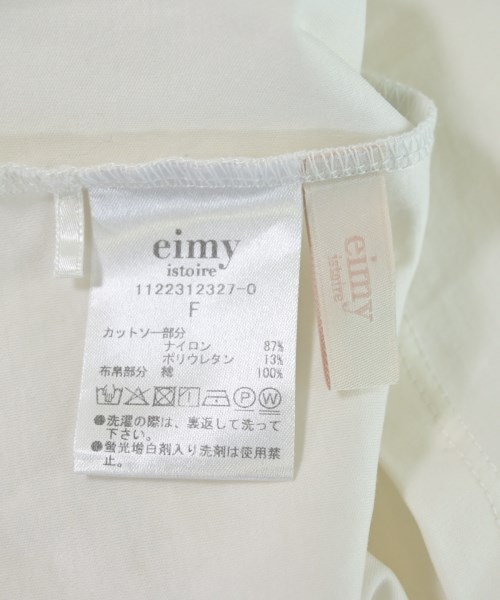 eimy
istoire
1122312327-0
F
カットソー部分
ナイロン 87%
ポリウレタン 13%
布帛部分 綿 100%
P W
●洗濯の際は、裏返して洗って
下さい。
●蛍光増白剤入り洗剤は使用禁
止。
eimy
istoire